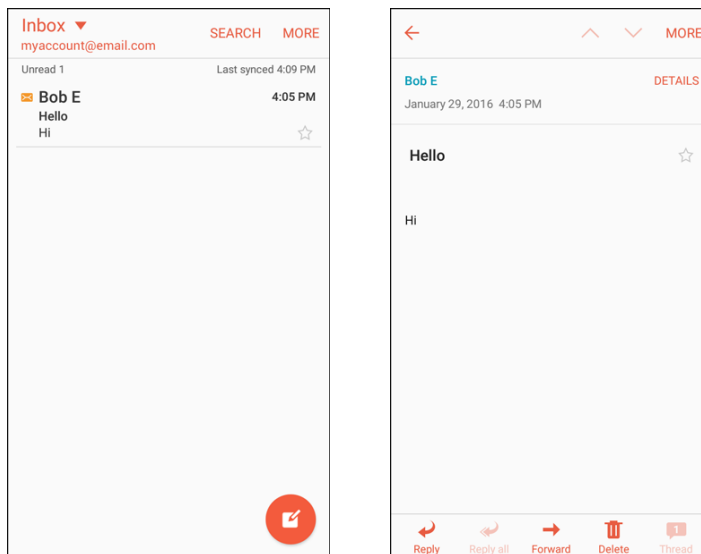 Inbox
myaccount@email.com
SEARCH MORE
Unread 1 Last synced 4:09 PM
Bob E 4:05 PM
Hello
Hi
MORE
Bob E DETAILS
January 29, 2016 4:05 PM
Hello
Hi
Reply Reply all Forward Delete 1 Thread